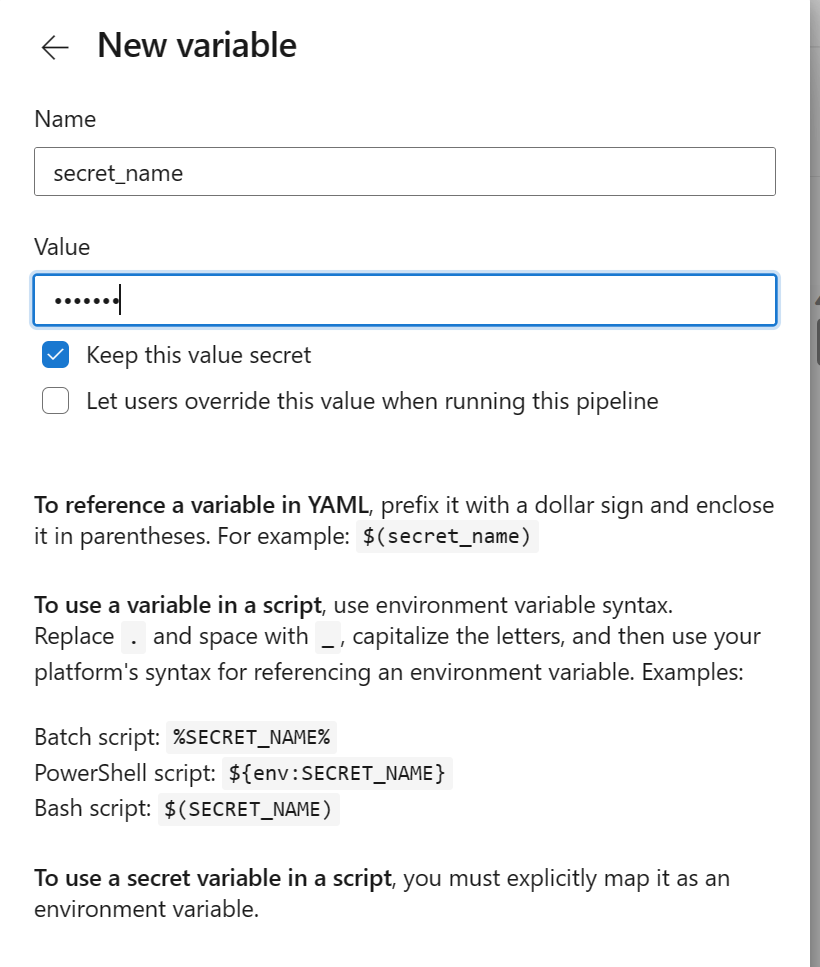 New variable
Name
secret_name
Value
•••••••
Keep this value secret
Let users override this value when running this pipeline
To reference a variable in YAML, prefix it with a dollar sign and enclose
it in parentheses. For example: $(secret_name)
To use a variable in a script, use environment variable syntax.
Replace . and space with _, capitalize the letters, and then use your
platform's syntax for referencing an environment variable. Examples:
Batch script: %SECRET_NAME%
PowerShell script: ${env:SECRET_NAME}
Bash script: $(SECRET_NAME)
To use a secret variable in a script, you must explicitly map it as an
environment variable.